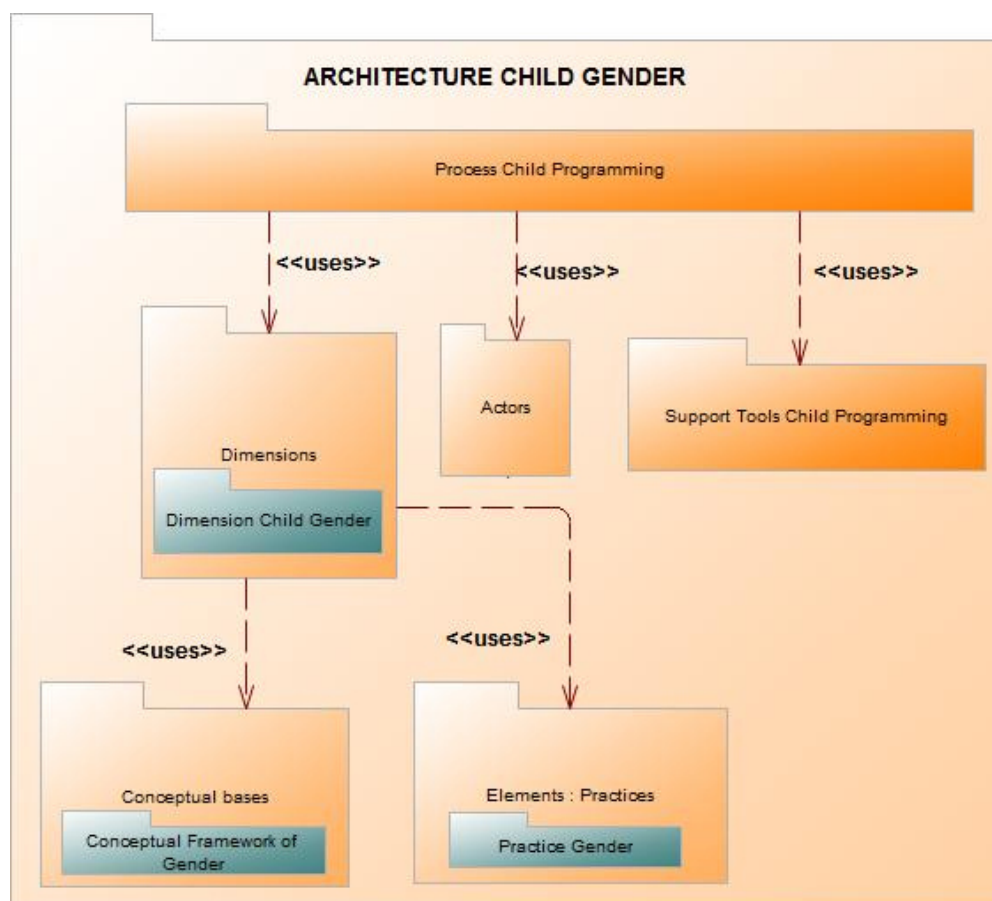 ARCHITECTURE CHILD GENDER
Process Child Programming
<<uses>>
<<uses>>
<<uses>>
Dimensions
Dimension Child Gender
Actors
Support Tools Child Programming
<<uses>>
<<uses>>
Conceptual bases
Conceptual Framework of
Gender
Elements : Practices
Practice Gender